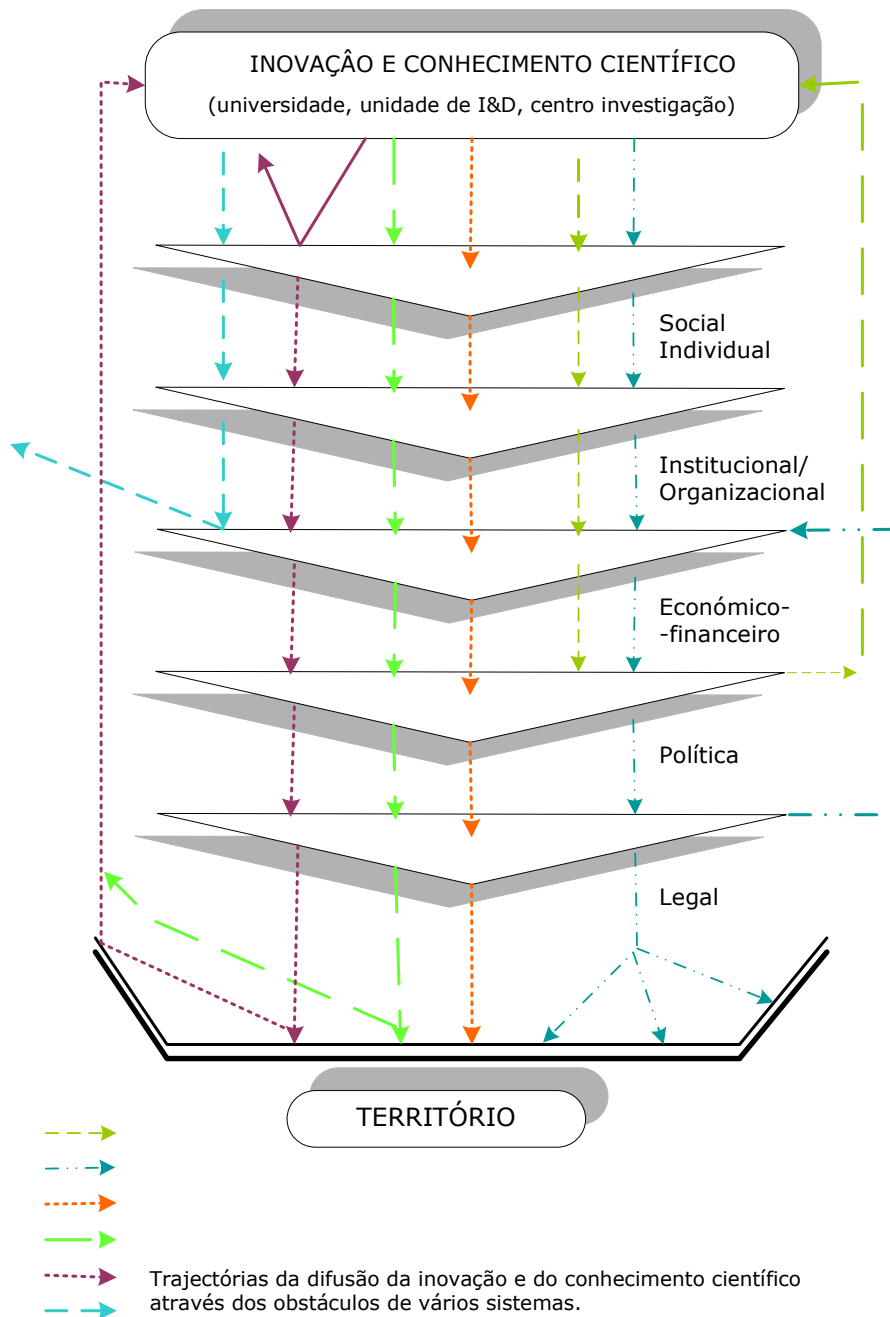 INOVAÇÂO E CONHECIMENTO CIENTÍFICO
(universidade, unidade de I&D, centro investigação)
Social
Individual
Institucional/
Organizacional
Económico-
-financeiro
Política
Legal
TERRITÓRIO
Trajectórias da difusão da inovação e do conhecimento científico
através dos obstáculos de vários sistemas.